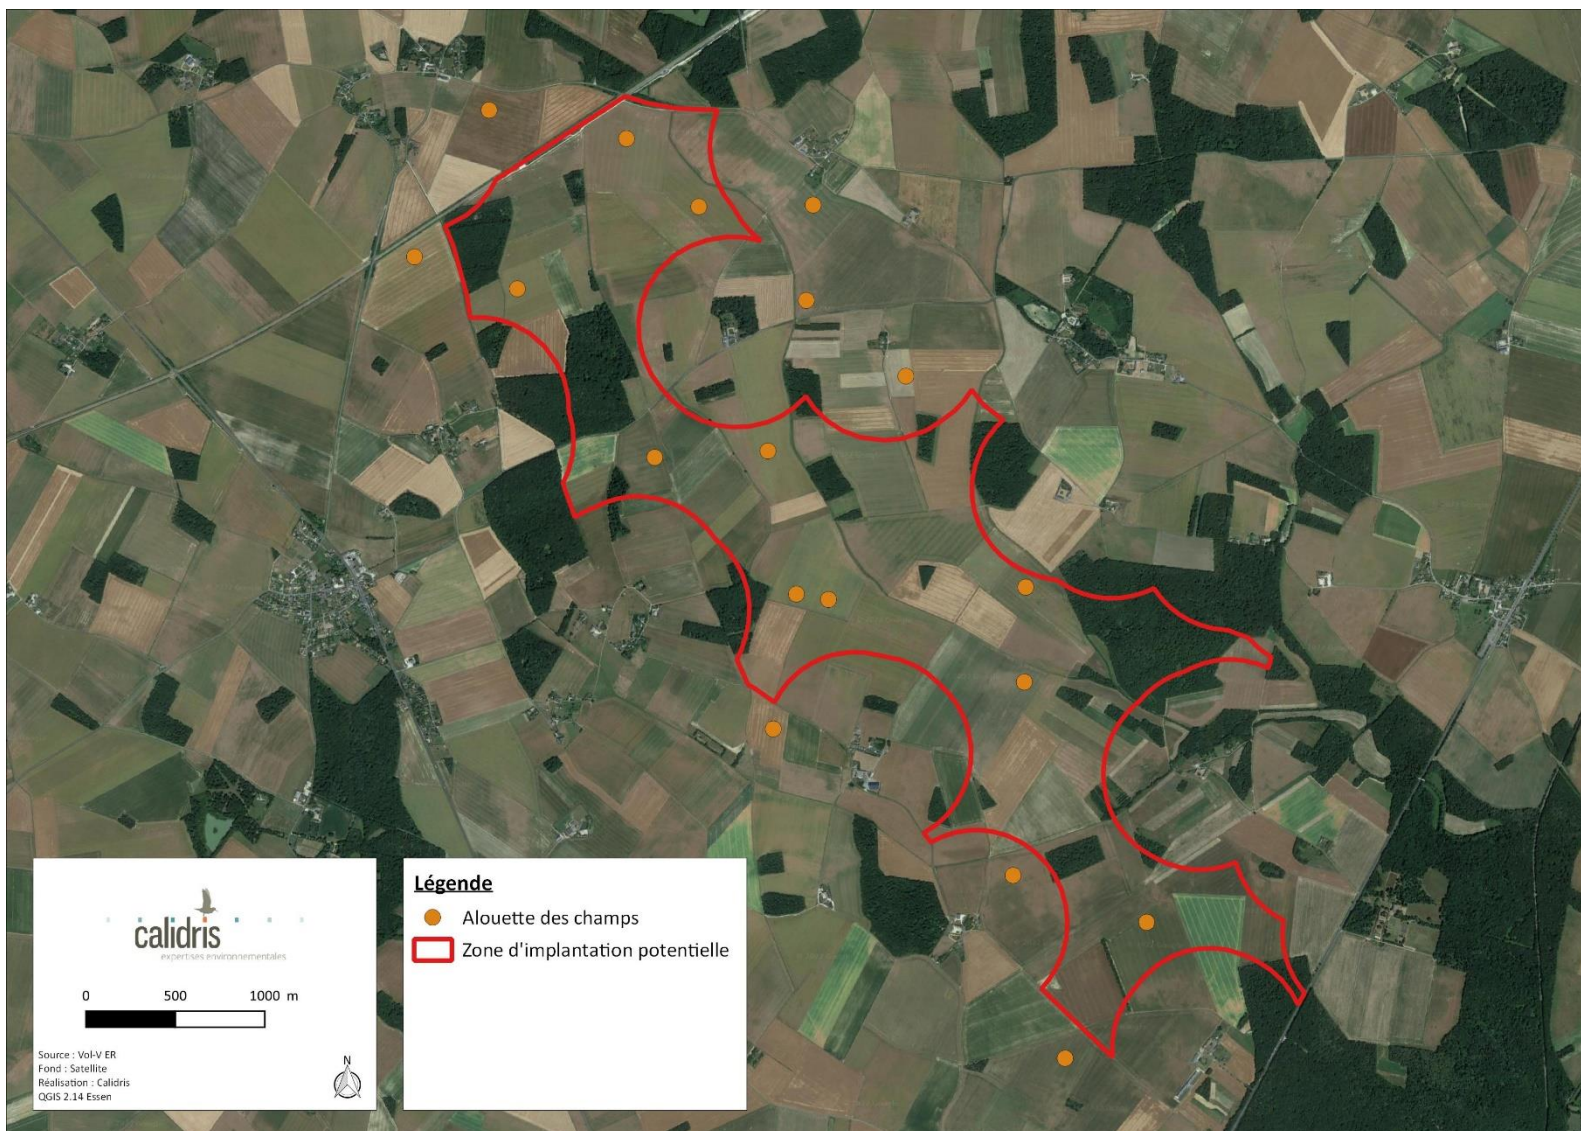 calidris
expertises environnementales
0 500 1000 m
Source : Vol-V ER
Fond : Satellite
Réalisation : Calidris
QGIS 2.14 Essen
N
Légende
Alouette des champs
Zone d'implantation potentielle